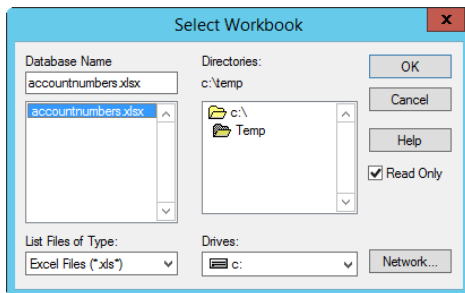 Select Workbook
x
Database Name
accountnumbers.xlsx
accountnumbers.xlsx
List Files of Type:
Excel Files (*.xls*)
Directories:
c:\temp
c:\
Temp
Drives:
c:
OK
Cancel
Help
Read Only
Network...